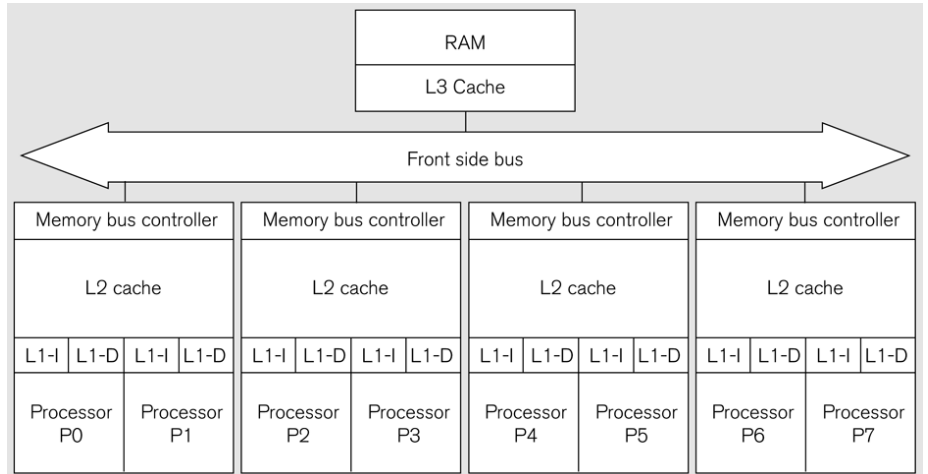 RAM
L3 Cache
Front side bus
Memory bus controller
Memory bus controller
Memory bus controller
Memory bus controller
L2 cache
L2 cache
L2 cache
L2 cache
L1-I L1-D L1-I L1-D
L1-I L1-D L1-I L1-D
L1-I L1-D L1-I L1-D
L1-I L1-D L1-I L1-D
Processor
P0
Processor
P1
Processor
P2
Processor
P3
Processor
P4
Processor
P5
Processor
P6
Processor
P7